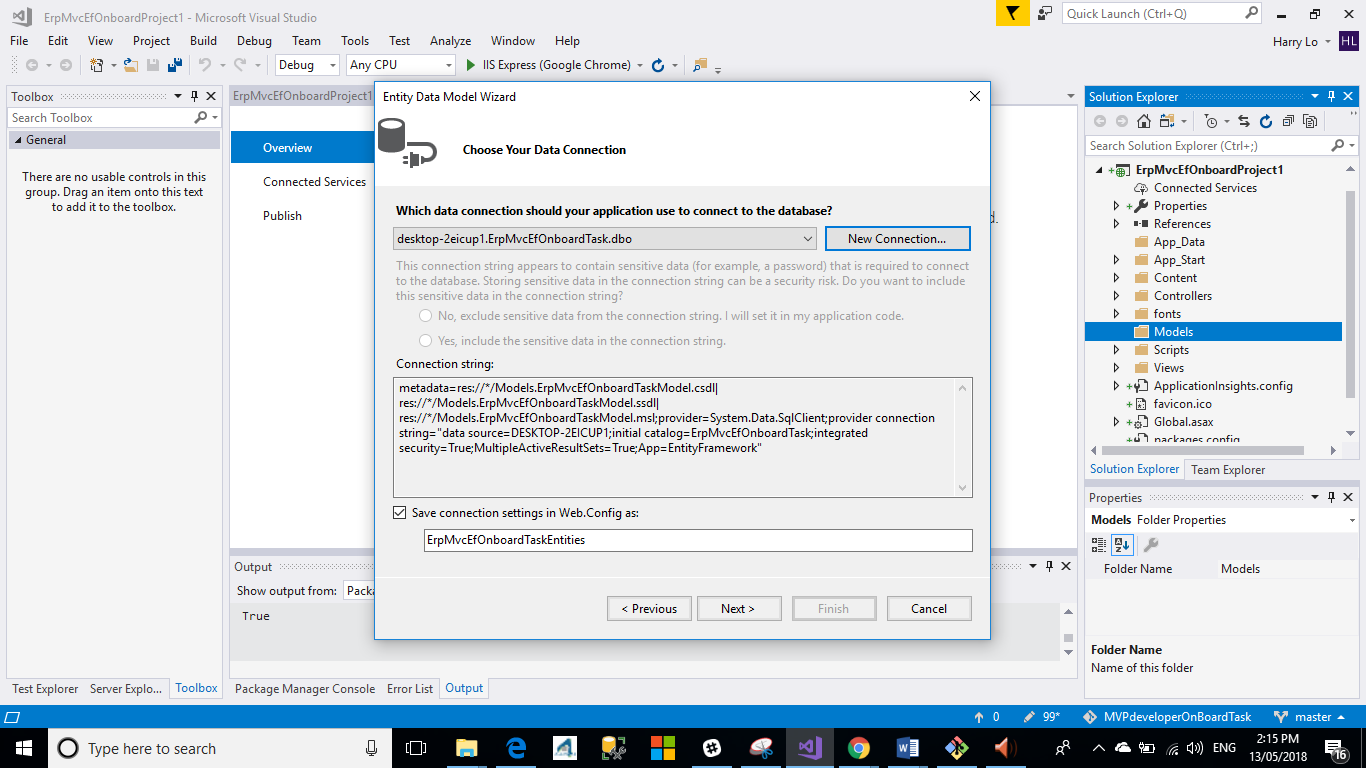 ErpMvcEfOnboardProject1 - Microsoft Visual Studio
Quick Launch (Ctrl+Q)
File Edit View Project Build Debug Team Tools Test Analyze Window Help
Harry Lo HL
Debug Any CPU IIS Express (Google Chrome)
Toolbox
Search Toolbox
General
There are no usable controls in this
group. Drag an item onto this text
to add it to the toolbox.
Test Explorer Server Explo... Toolbox
ErpMvcEfOnboardProject1
Overview
Connected Services
Publish
Entity Data Model Wizard
Choose Your Data Connection
Which data connection should your application use to connect to the database?
desktop-2eicup1.ErpMvcEfOnboardTask.dbo
New Connection...
This connection string appears to contain sensitive data (for example, a password) that is required to connect
to the database. Storing sensitive data in the connection string can be a security risk. Do you want to include
this sensitive data in the connection string?
No, exclude sensitive data from the connection string. I will set it in my application code.
Yes, include the sensitive data in the connection string.
Connection string:
metadata=res://*/Models.ErpMvcEfOnboardTaskModel.csdl|
res://*/Models.ErpMvcEfOnboardTaskModel.ssdl|
res://*/Models.ErpMvcEfOnboardTaskModel.msl;provider=System.Data.SqlClient;provider connection
string="data source=DESKTOP-2EICUP1;initial catalog=ErpMvcEfOnboardTask;integrated
security=True;MultipleActiveResultSets=True;App=EntityFramework"
Save connection settings in Web.Config as:
ErpMvcEfOnboardTaskEntities
< Previous Next > Finish Cancel
Output
Show output from: Packa
True
Package Manager Console Error List Output
Solution Explorer
Search Solution Explorer (Ctrl+;)
ErpMvcEfOnboardProject1
Connected Services
Properties
References
App_Data
App_Start
Content
Controllers
fonts
Models
Scripts
Views
ApplicationInsights.config
favicon.ico
Global.asax
packages.config
Solution Explorer Team Explorer
Properties
Models Folder Properties
Folder Name Models
Folder Name
Name of this folder
0 99* MVPdeveloperOnBoardTask master
Type here to search
ENG
2:15 PM
13/05/2018
16